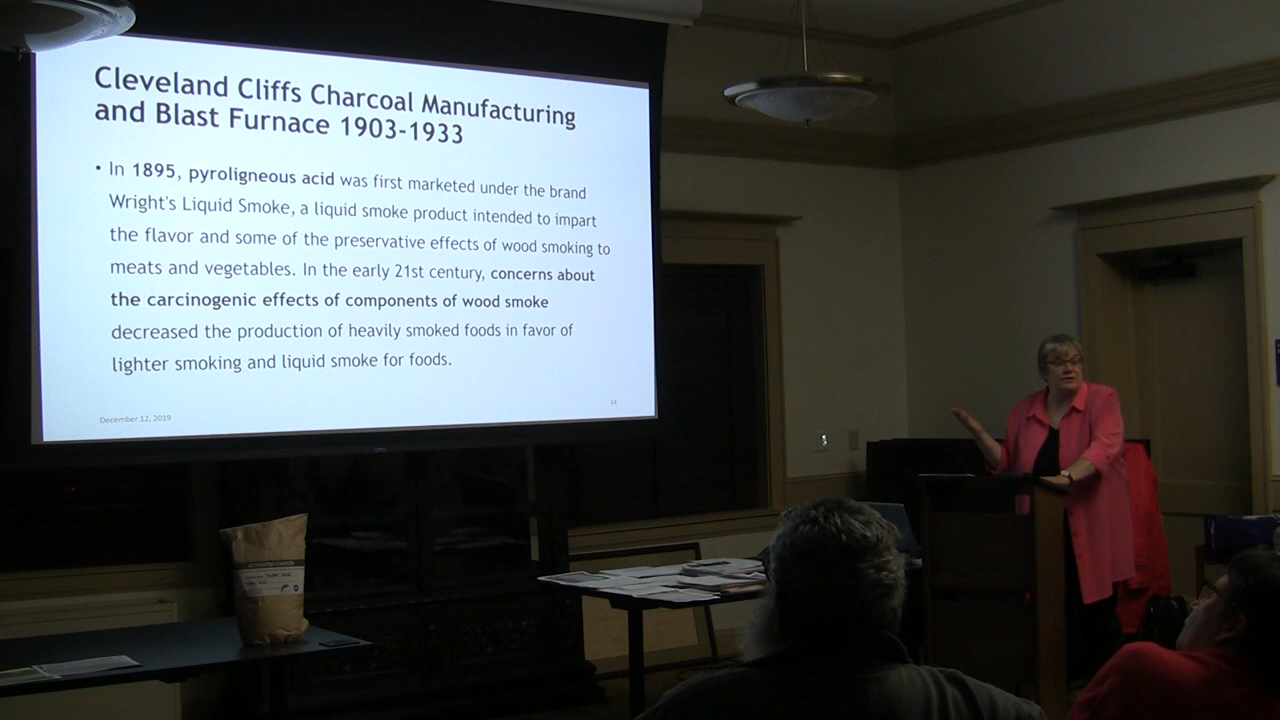 Cleveland Cliffs Charcoal Manufacturing
and Blast Furnace 1903-1933
• In 1895, pyroligneous acid was first marketed under the brand
Wright's Liquid Smoke, a liquid smoke product intended to impart
the flavor and some of the preservative effects of wood smoking to
meats and vegetables. In the early 21st century, concerns about
the carcinogenic effects of components of wood smoke
decreased the production of heavily smoked foods in favor of
lighter smoking and liquid smoke for foods.
December 12, 2019
14
ACTIVATED CARBON